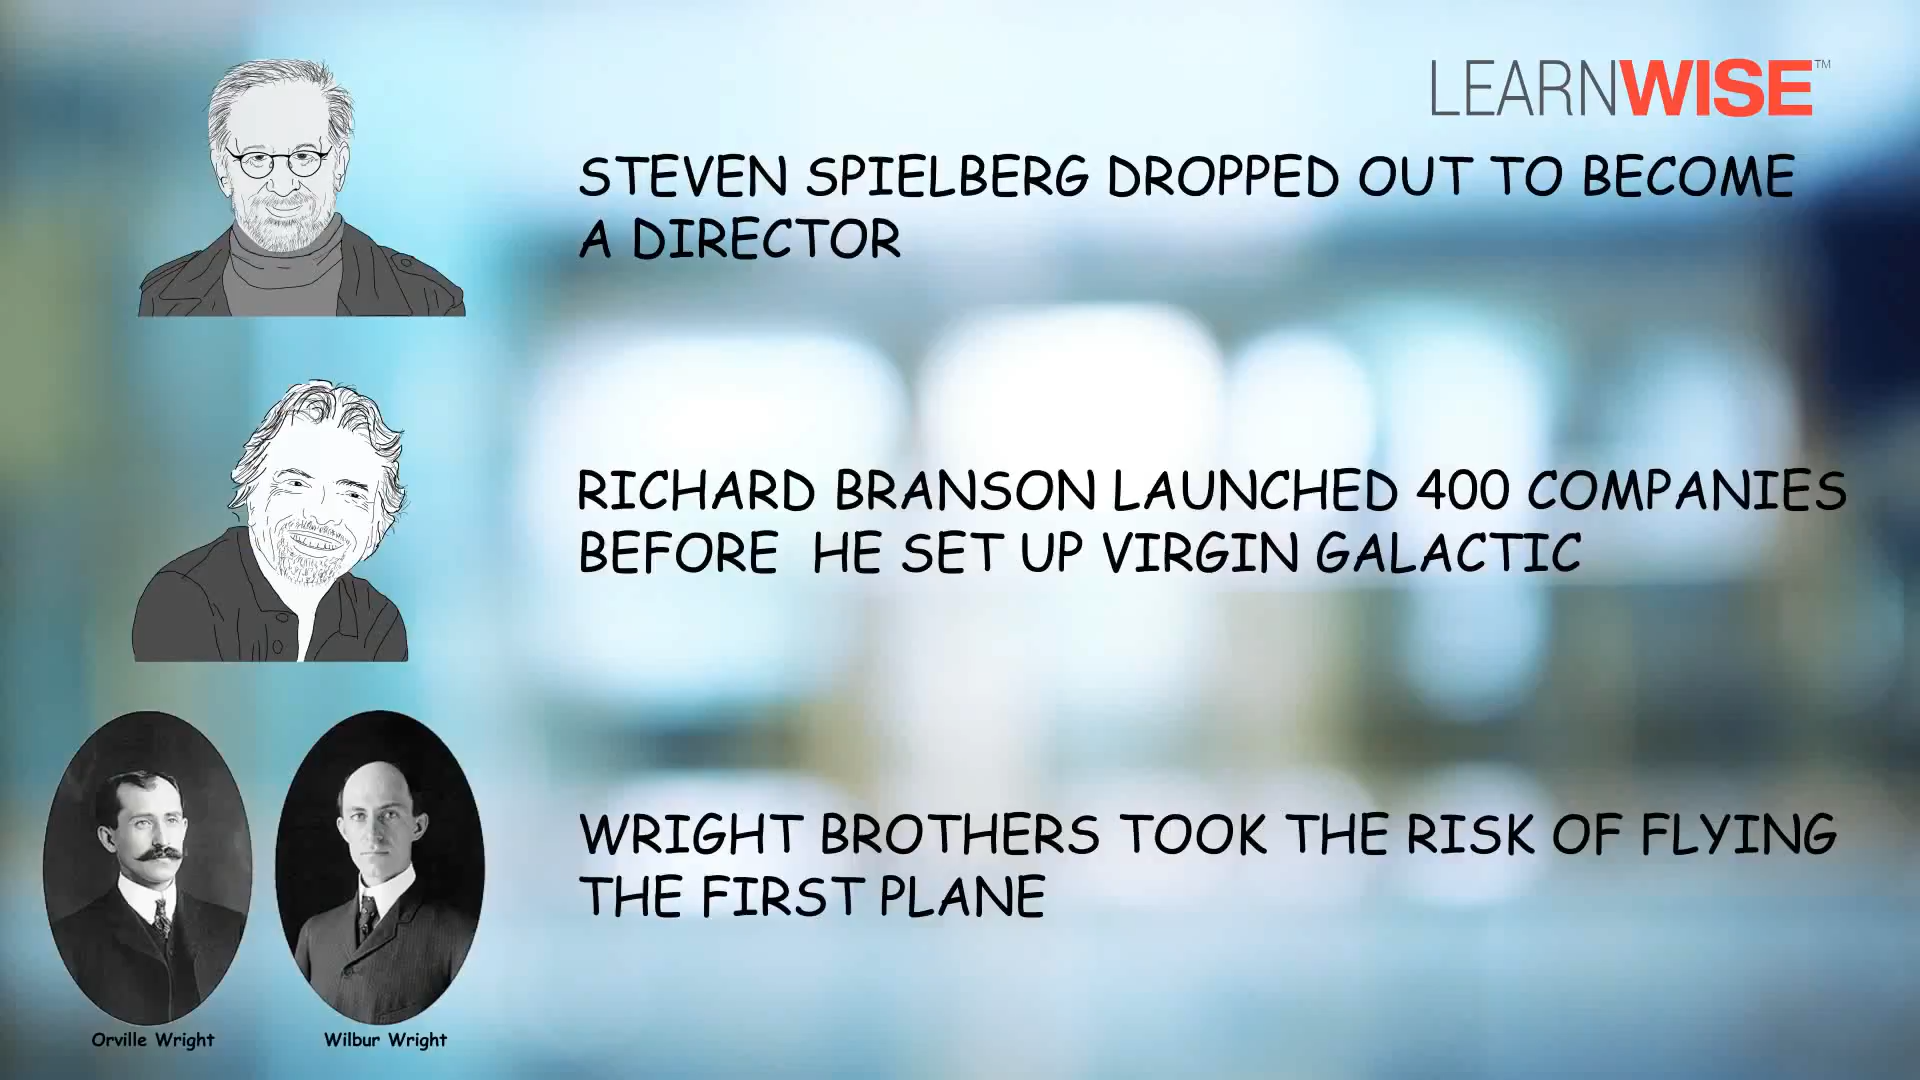 LEARNWISE™
STEVEN SPIELBERG DROPPED OUT TO BECOME
A DIRECTOR
RICHARD BRANSON LAUNCHED 400 COMPANIES
BEFORE HE SET UP VIRGIN GALACTIC
WRIGHT BROTHERS TOOK THE RISK OF FLYING
THE FIRST PLANE
Orville Wright
Wilbur Wright